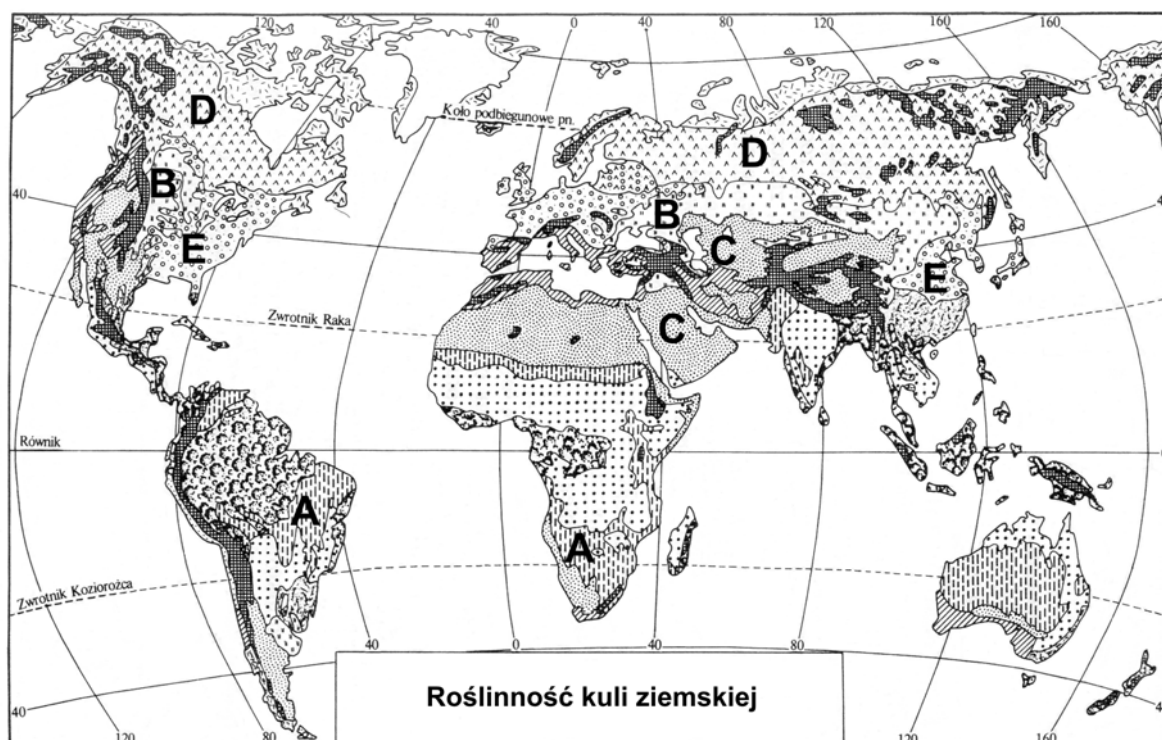 120 40 0 40 80 120 160 160
Koło podbiegunowe pn.
D
D
40
B
B
E
C
E
Zwrotnik Raka
C
Równik
0
A
A
Zwrotnik Koziorożca
40 0 40 80
Roślinność kuli ziemskiej
40
120 80 120 160